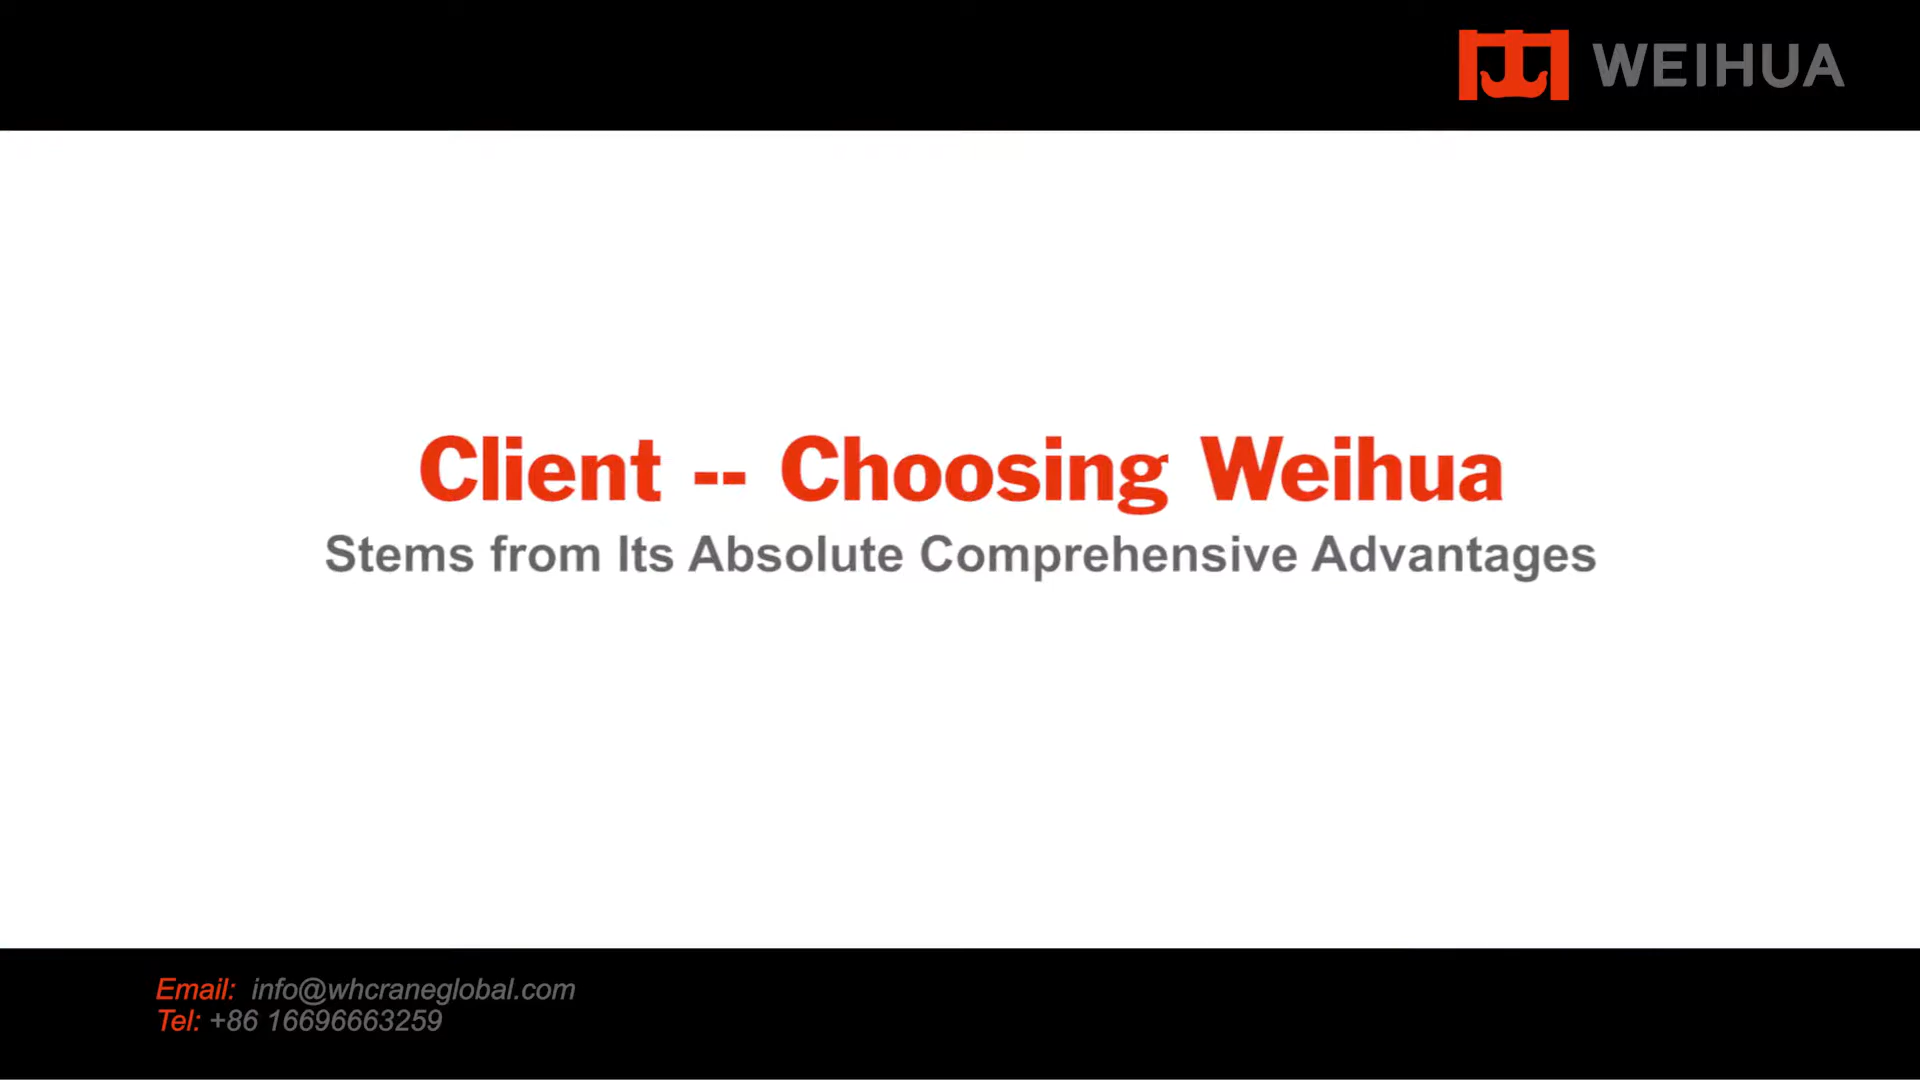 WEIHUA
Client -- Choosing Weihua
Stems from Its Absolute Comprehensive Advantages
Email: info@whcraneglobal.com
Tel: +86 16696663259